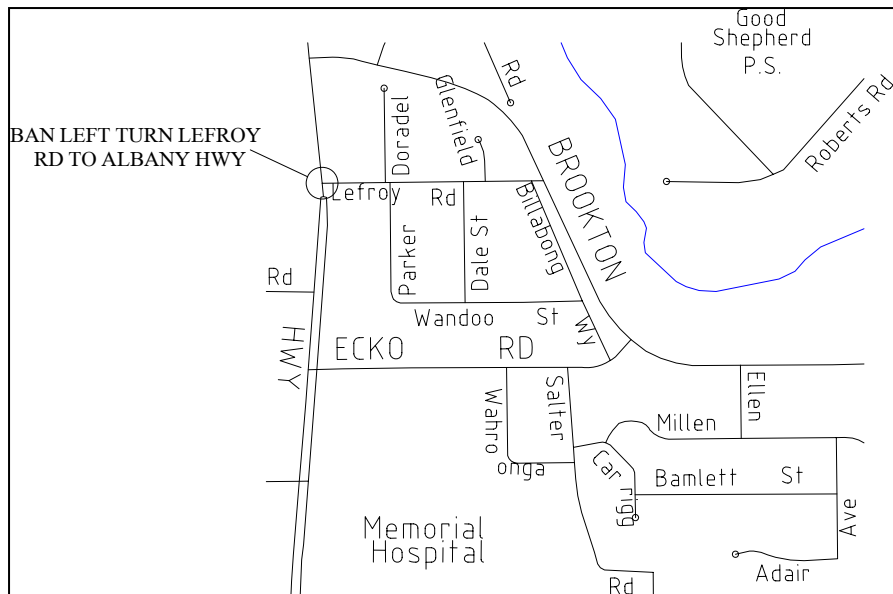 Good
Shepherd
P.S.
Rd
Glenfield
Doradel
Roberts Rd
BAN LEFT TURN LEFROY
RD TO ALBANY HWY
BROOKTON
Lefroy Rd
Billabong Wy
Parker
Dale St
Rd
Wandoo St
HWY
ECKO RD
Ellen
Salter
Wahro
onga
Millen
Car
rigg
Bamlett St
Ave
Memorial
Hospital
Adair
Rd